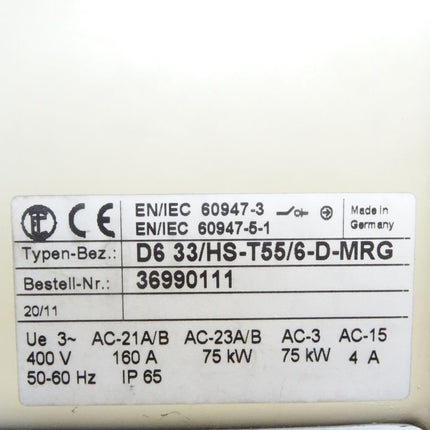 CE EN/IEC 60947-3 Made in
EN/IEC 60947-5-1 Germany
Typen-Bez.: D6 33/HS-T55/6-D-MRG
Bestell-Nr.: 36990111
20/11
Ue 3~ AC-21A/B AC-23A/B AC-3 AC-15
400 V 160 A 75 kW 75 kW 4 A
50-60 Hz IP 65